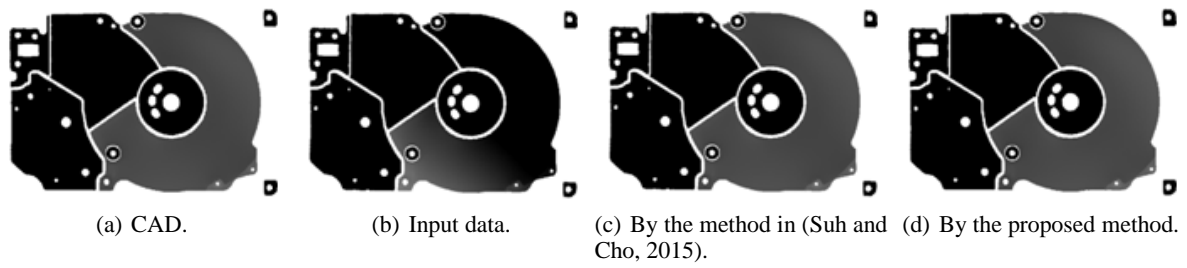 (a) CAD.
(b) Input data.
(c) By the method in (Suh and
Cho, 2015).
(d) By the proposed method.